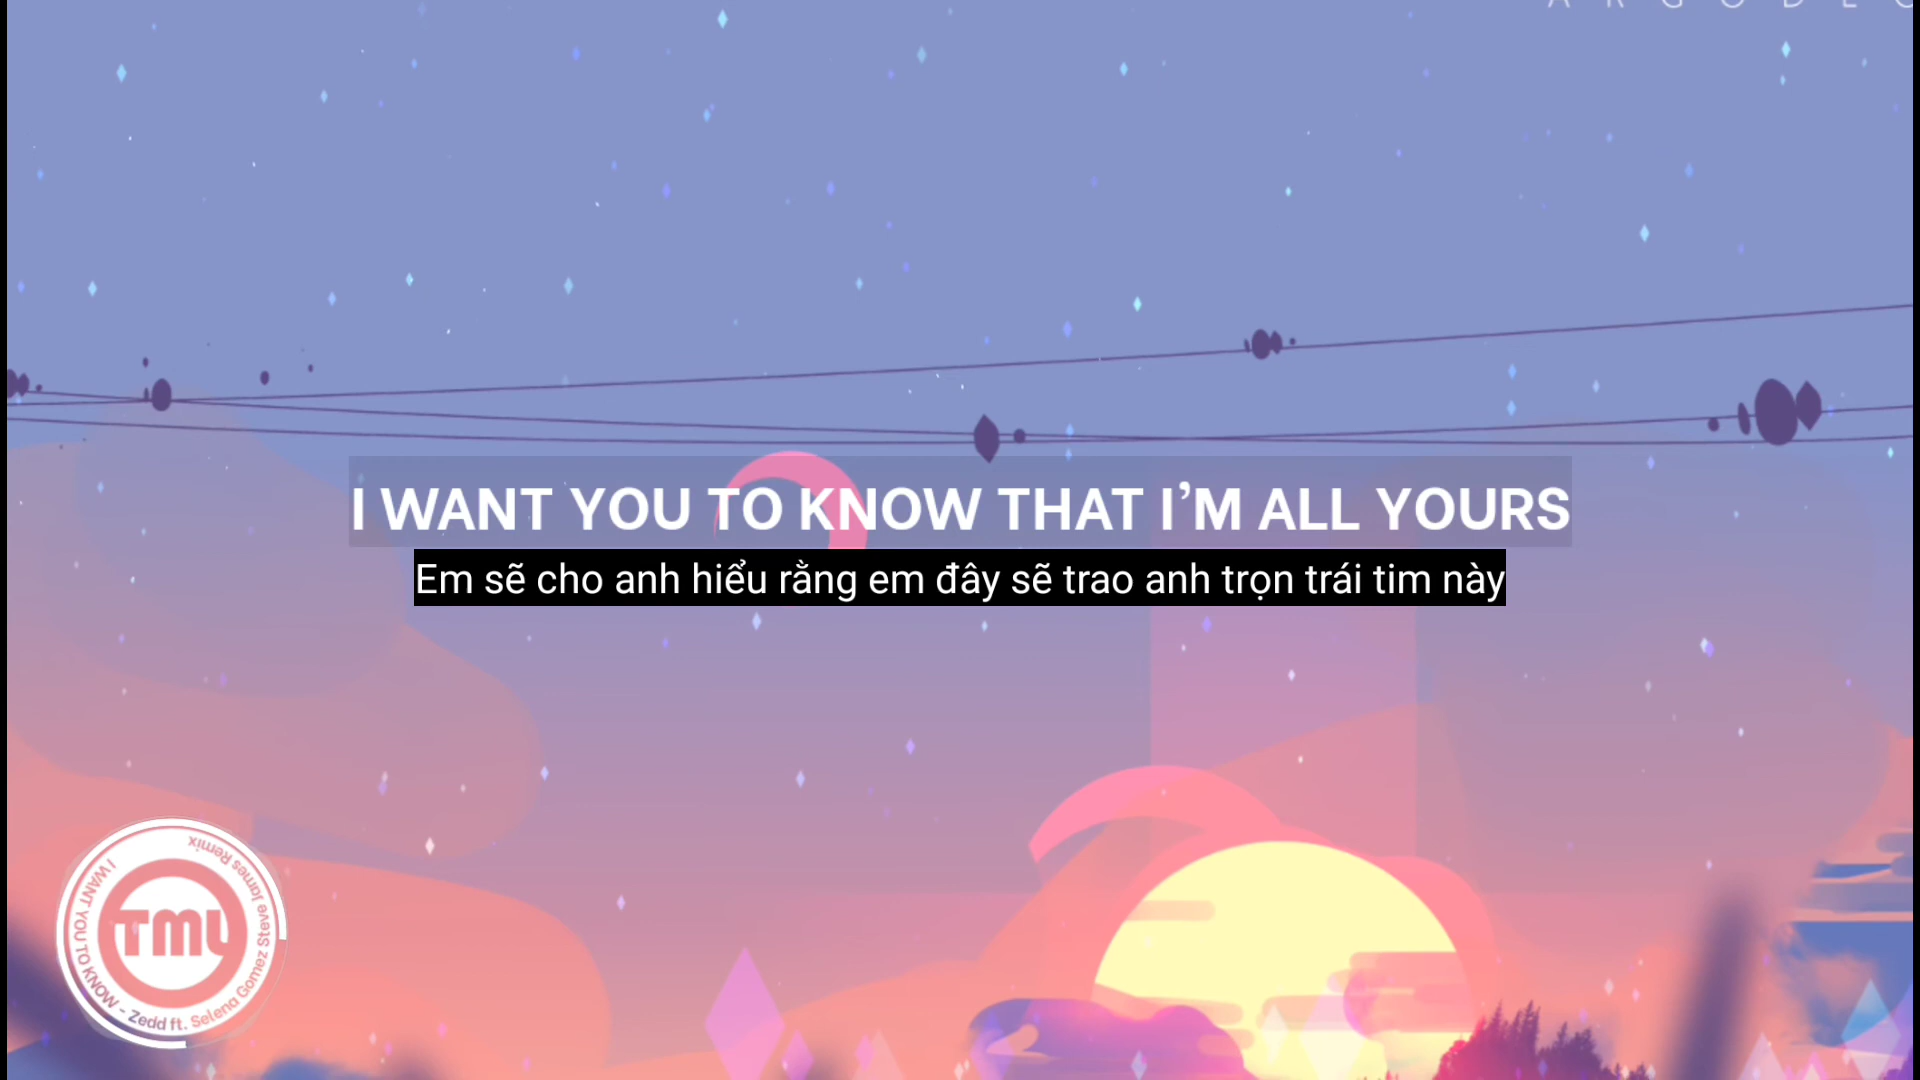 I WANT YOU TO KNOW THAT I’M ALL YOURS
Em sẽ cho anh hiểu rằng em đây sẽ trao anh trọn trái tim này
TML
I WANT YOU TO KNOW - Zedd ft. Selena Gomez Steve James Remix